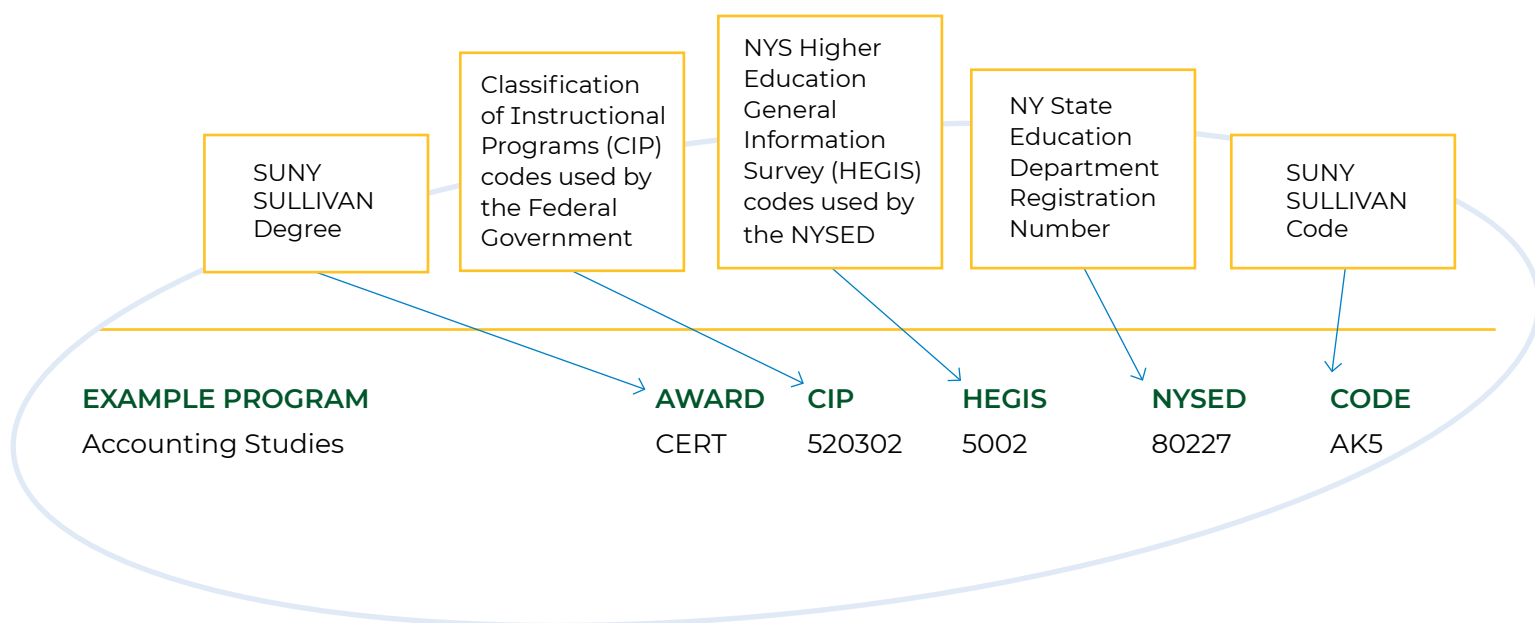 SUNY
SULLIVAN
Degree
Classification
of Instructional
Programs (CIP)
codes used by
the Federal
Government
NYS Higher
Education
General
Information
Survey (HEGIS)
codes used by
the NYSED
NY State
Education
Department
Registration
Number
SUNY
SULLIVAN
Code
EXAMPLE PROGRAM AWARD CIP HEGIS NYSED CODE
Accounting Studies CERT 520302 5002 80227 AK5